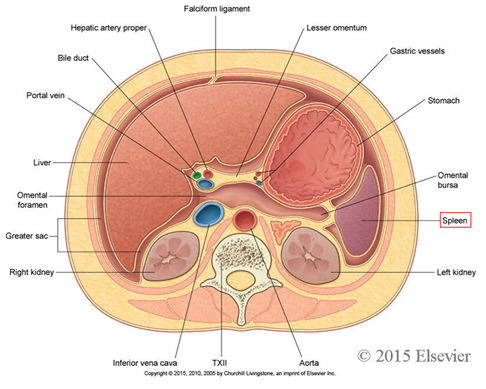 Falciform ligament
Hepatic artery proper
Lesser omentum
Bile duct
Gastric vessels
Portal vein
Stomach
Liver
Omental
bursa
Omental
foramen
Spleen
Greater sac
Right kidney
Left kidney
Inferior vena cava
TXII
Aorta
© 2015 Elsevier
Copyright © 2015, 2010, 2005 by Churchill Livingstone, an imprint of Elsevier Inc.